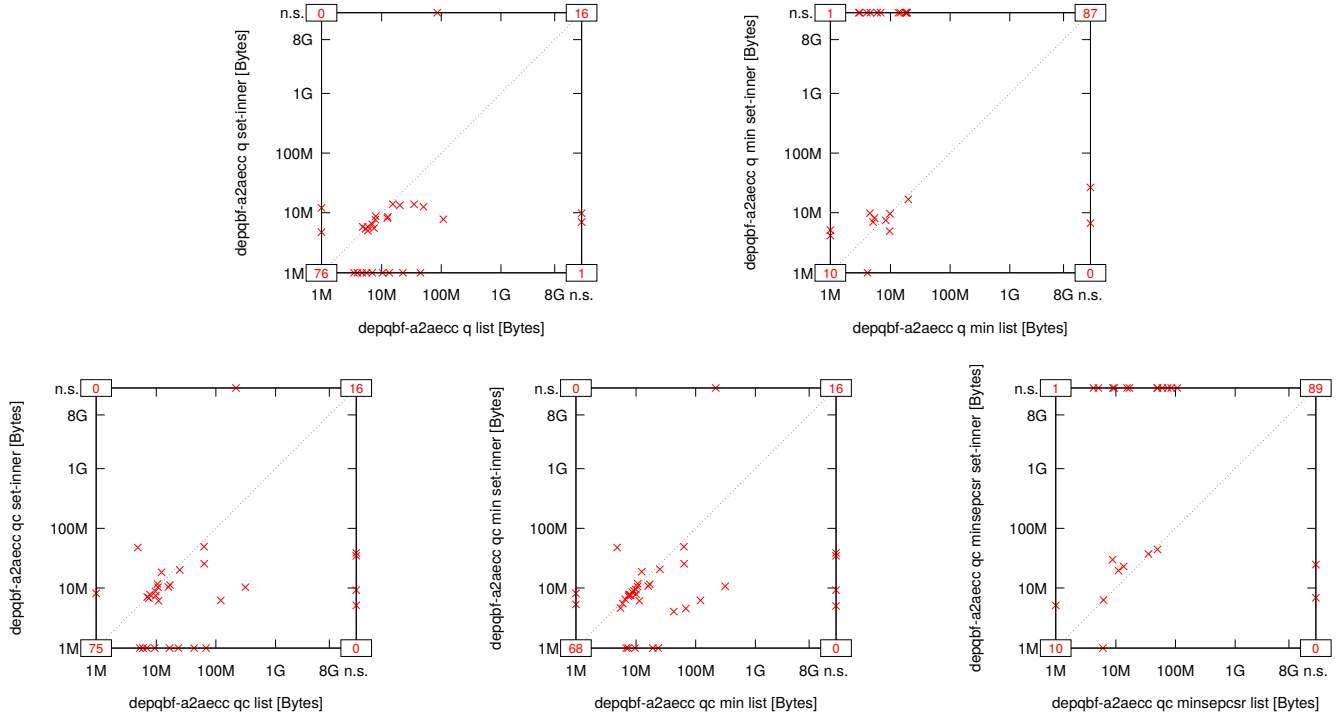 n.s. 0 16
8G
1G
100M
10M
1M 76 1
1M 10M 100M 1G 8G n.s.
depqbf-a2aecc q list [Bytes]
depqbf-a2aecc q set-inner [Bytes]
n.s. 1 87
8G
1G
100M
10M
1M 10 0
1M 10M 100M 1G 8G n.s.
depqbf-a2aecc q min list [Bytes]
depqbf-a2aecc q min set-inner [Bytes]
n.s. 0 16
8G
1G
100M
10M
1M 75 0
1M 10M 100M 1G 8G n.s.
depqbf-a2aecc qc list [Bytes]
depqbf-a2aecc qc set-inner [Bytes]
n.s. 0 16
8G
1G
100M
10M
1M 68 0
1M 10M 100M 1G 8G n.s.
depqbf-a2aecc qc min list [Bytes]
depqbf-a2aecc qc min set-inner [Bytes]
n.s. 1 89
8G
1G
100M
10M
1M 10 0
1M 10M 100M 1G 8G n.s.
depqbf-a2aecc qc minsepcsr list [Bytes]
depqbf-a2aecc qc minsepcsr set-inner [Bytes]